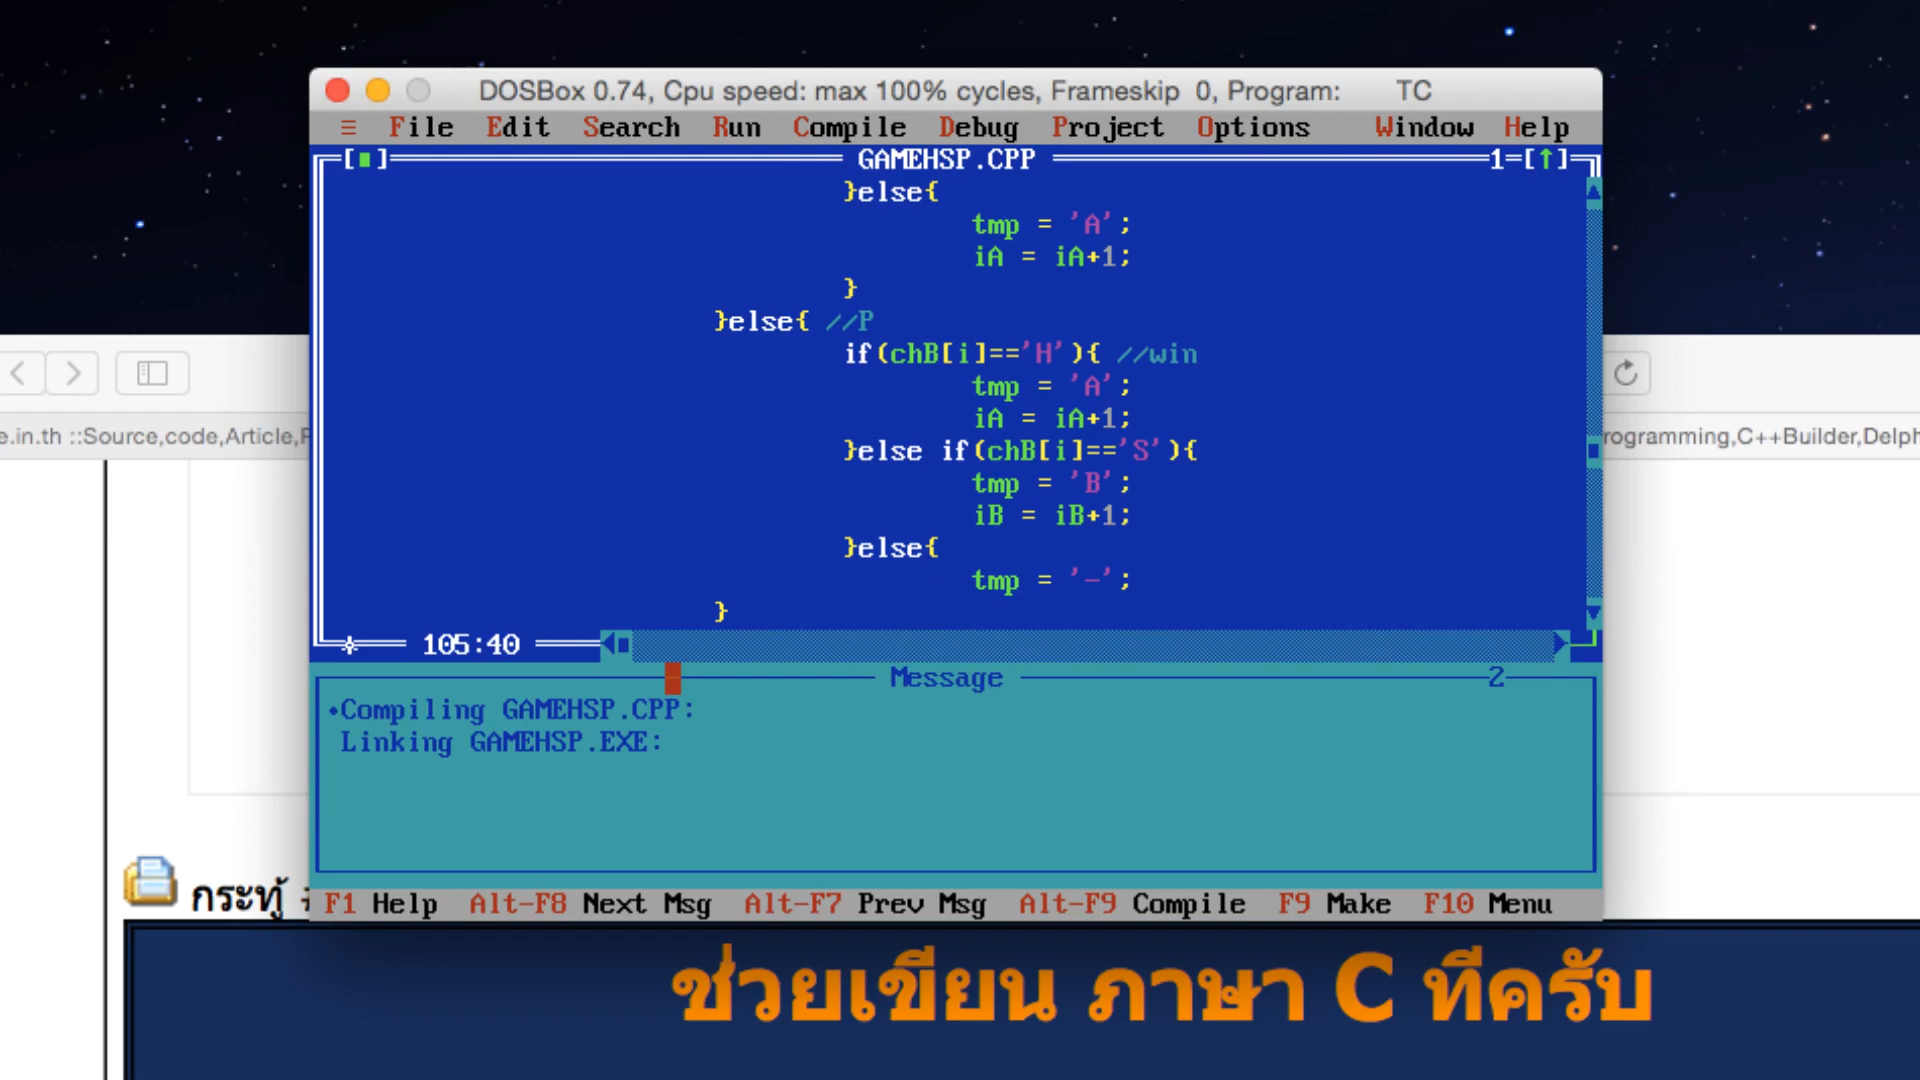 DOSBox 0.74, Cpu speed: max 100% cycles, Frameskip 0, Program: TC
≡ File Edit Search Run Compile Debug Project Options Window Help
[■] GAMEHSP.CPP 1=[↑]
}else{
tmp = 'A';
iA = iA+1;
}
}else{ //P
if(chB[i]=='H'){ //win
tmp = 'A';
iA = iA+1;
}else if(chB[i]=='S'){
tmp = 'B';
iB = iB+1;
}else{
tmp = '-';
}
105:40
Message 2
•Compiling GAMEHSP.CPP:
Linking GAMEHSP.EXE:
F1 Help Alt-F8 Next Msg Alt-F7 Prev Msg Alt-F9 Compile F9 Make F10 Menu
e.in.th ::Source,code,Article,
rogramming,C++Builder,Delph
กระทู้
ช่วยเขียน ภาษา C ทีครับ